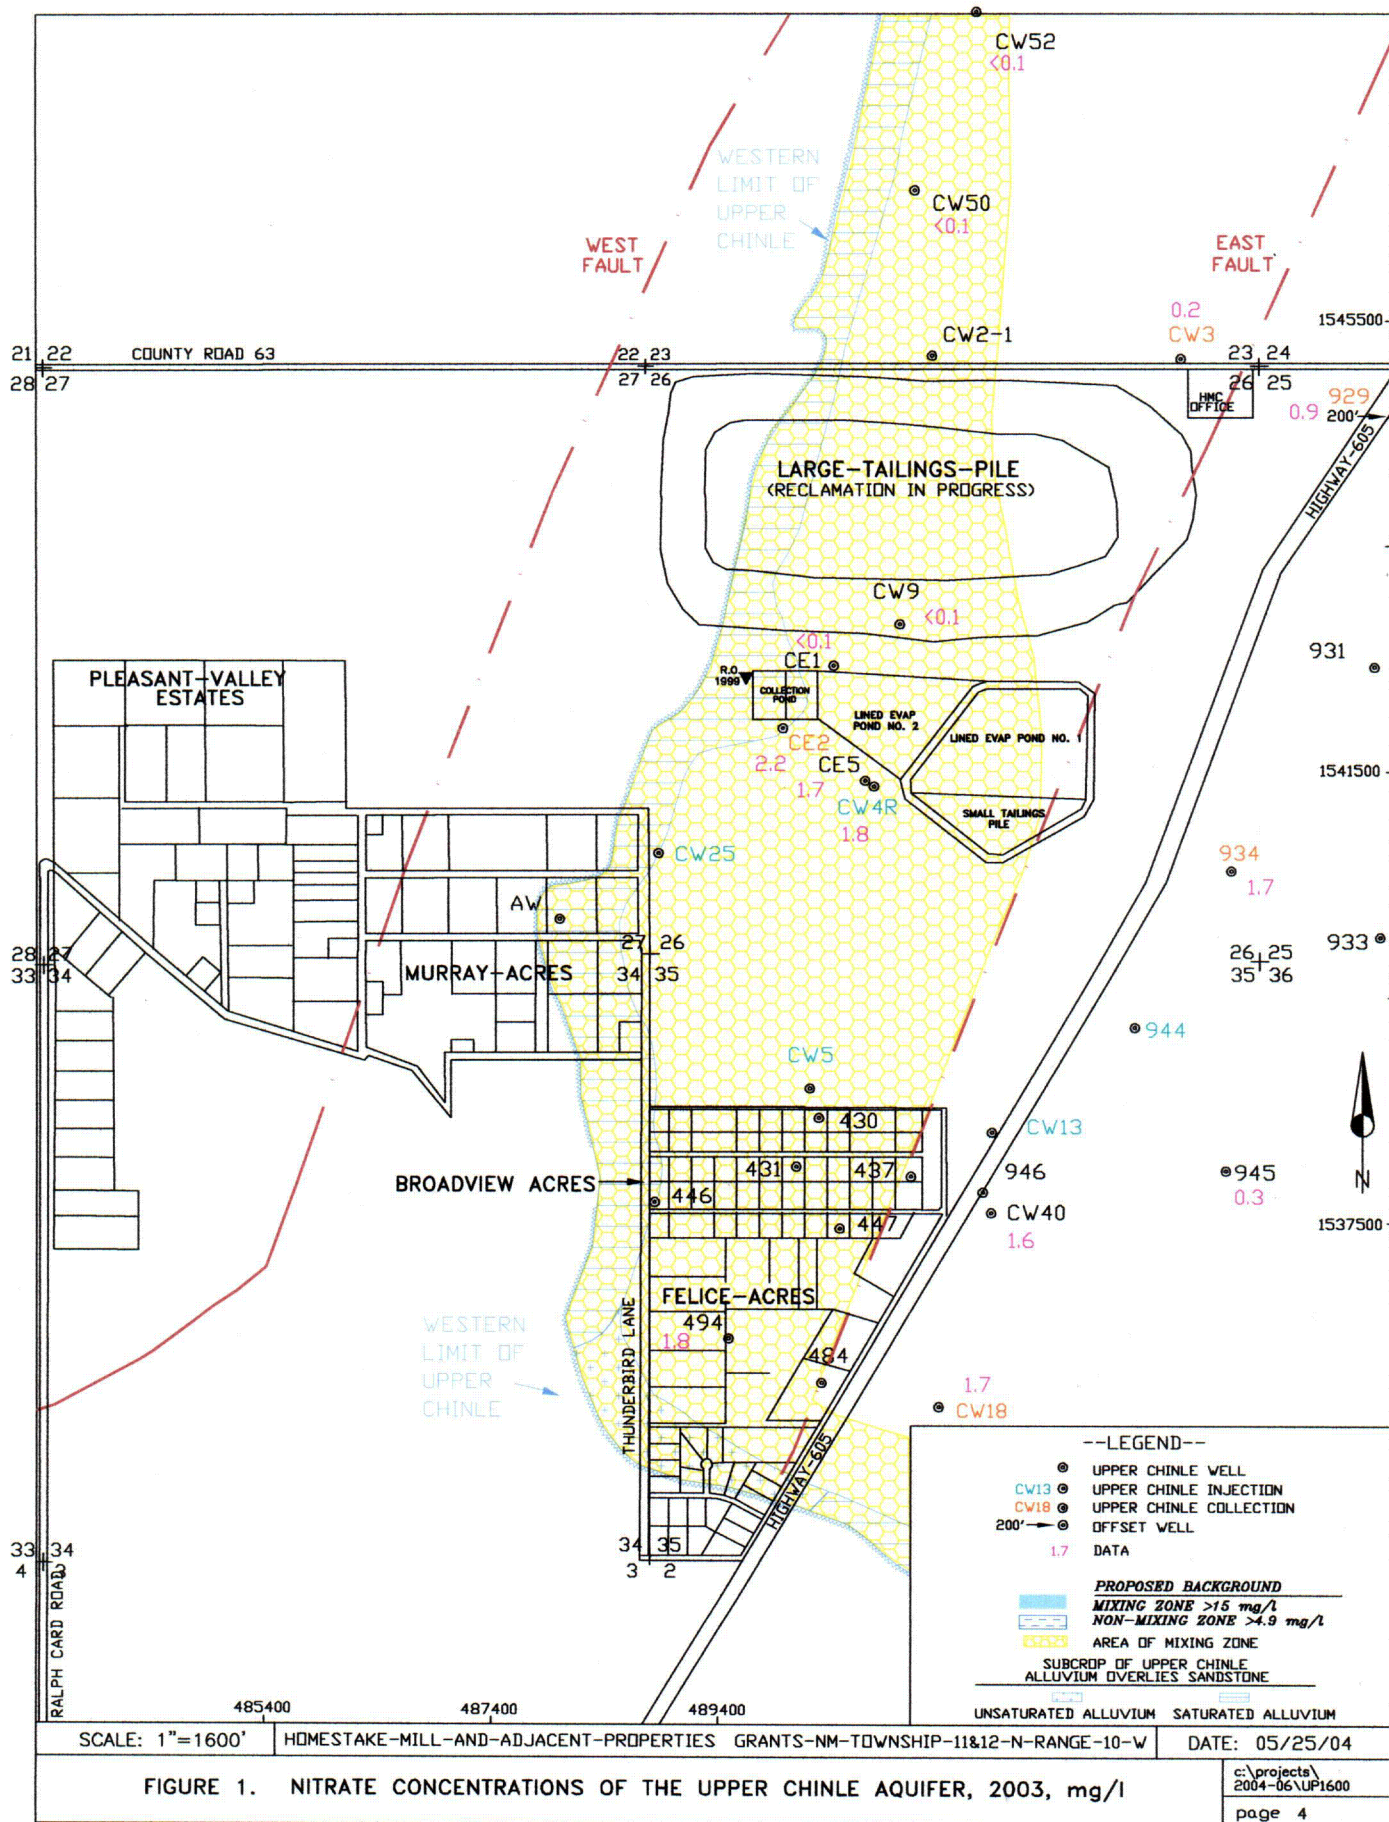 CW52
<0.1
WESTERN
LIMIT OF
UPPER
CHINLE
CW50
<0.1
WEST
FAULT
EAST
FAULT
0.2
CW3
1545500
CW2-1
21 22
28 27
COUNTY ROAD 63
22 23
27 26
23 24
26 25
HMC
OFFICE
929
0.9
200'
HIGHWAY-605
LARGE-TAILINGS-PILE
(RECLAMATION IN PROGRESS)
CW9
<0.1
<0.1
CE1
931
R.O.
1999
COLLECTION
POND
PLEASANT-VALLEY
ESTATES
LINED EVAP
POND NO. 2
LINED EVAP POND NO. 1
CE2
2.2
CE5
1.7
1541500
CW4R
1.8
SMALL TAILINGS
PILE
CW25
934
1.7
AW
933
28 27
33 34
27 26
34 35
26 25
35 36
MURRAY-ACRES
944
CW5
430
CW13
431
437
946
945
0.3
BROADVIEW ACRES
446
CW40
1.6
447
1537500
FELICE-ACRES
494
1.8
484
THUNDERBIRD LANE
WESTERN
LIMIT OF
UPPER
CHINLE
1.7
CW18
HIGHWAY-605
33 34
4 3
34 35
3 2
RALPH CARD ROAD
485400
487400
489400
N
--LEGEND--
UPPER CHINLE WELL
CW13 UPPER CHINLE INJECTION
CW18 UPPER CHINLE COLLECTION
200' OFFSET WELL
1.7 DATA
PROPOSED BACKGROUND
MIXING ZONE >15 mg/l
NON-MIXING ZONE >4.9 mg/l
AREA OF MIXING ZONE
SUBCROP OF UPPER CHINLE
ALLUVIUM OVERLIES SANDSTONE
UNSATURATED ALLUVIUM SATURATED ALLUVIUM
SCALE: 1"=1600' HOMESTAKE-MILL-AND-ADJACENT-PROPERTIES GRANTS-NM-TOWNSHIP-11&12-N-RANGE-10-W DATE: 05/25/04
FIGURE 1. NITRATE CONCENTRATIONS OF THE UPPER CHINLE AQUIFER, 2003, mg/l
c:\projects\
2004-06\UP1600
page 4